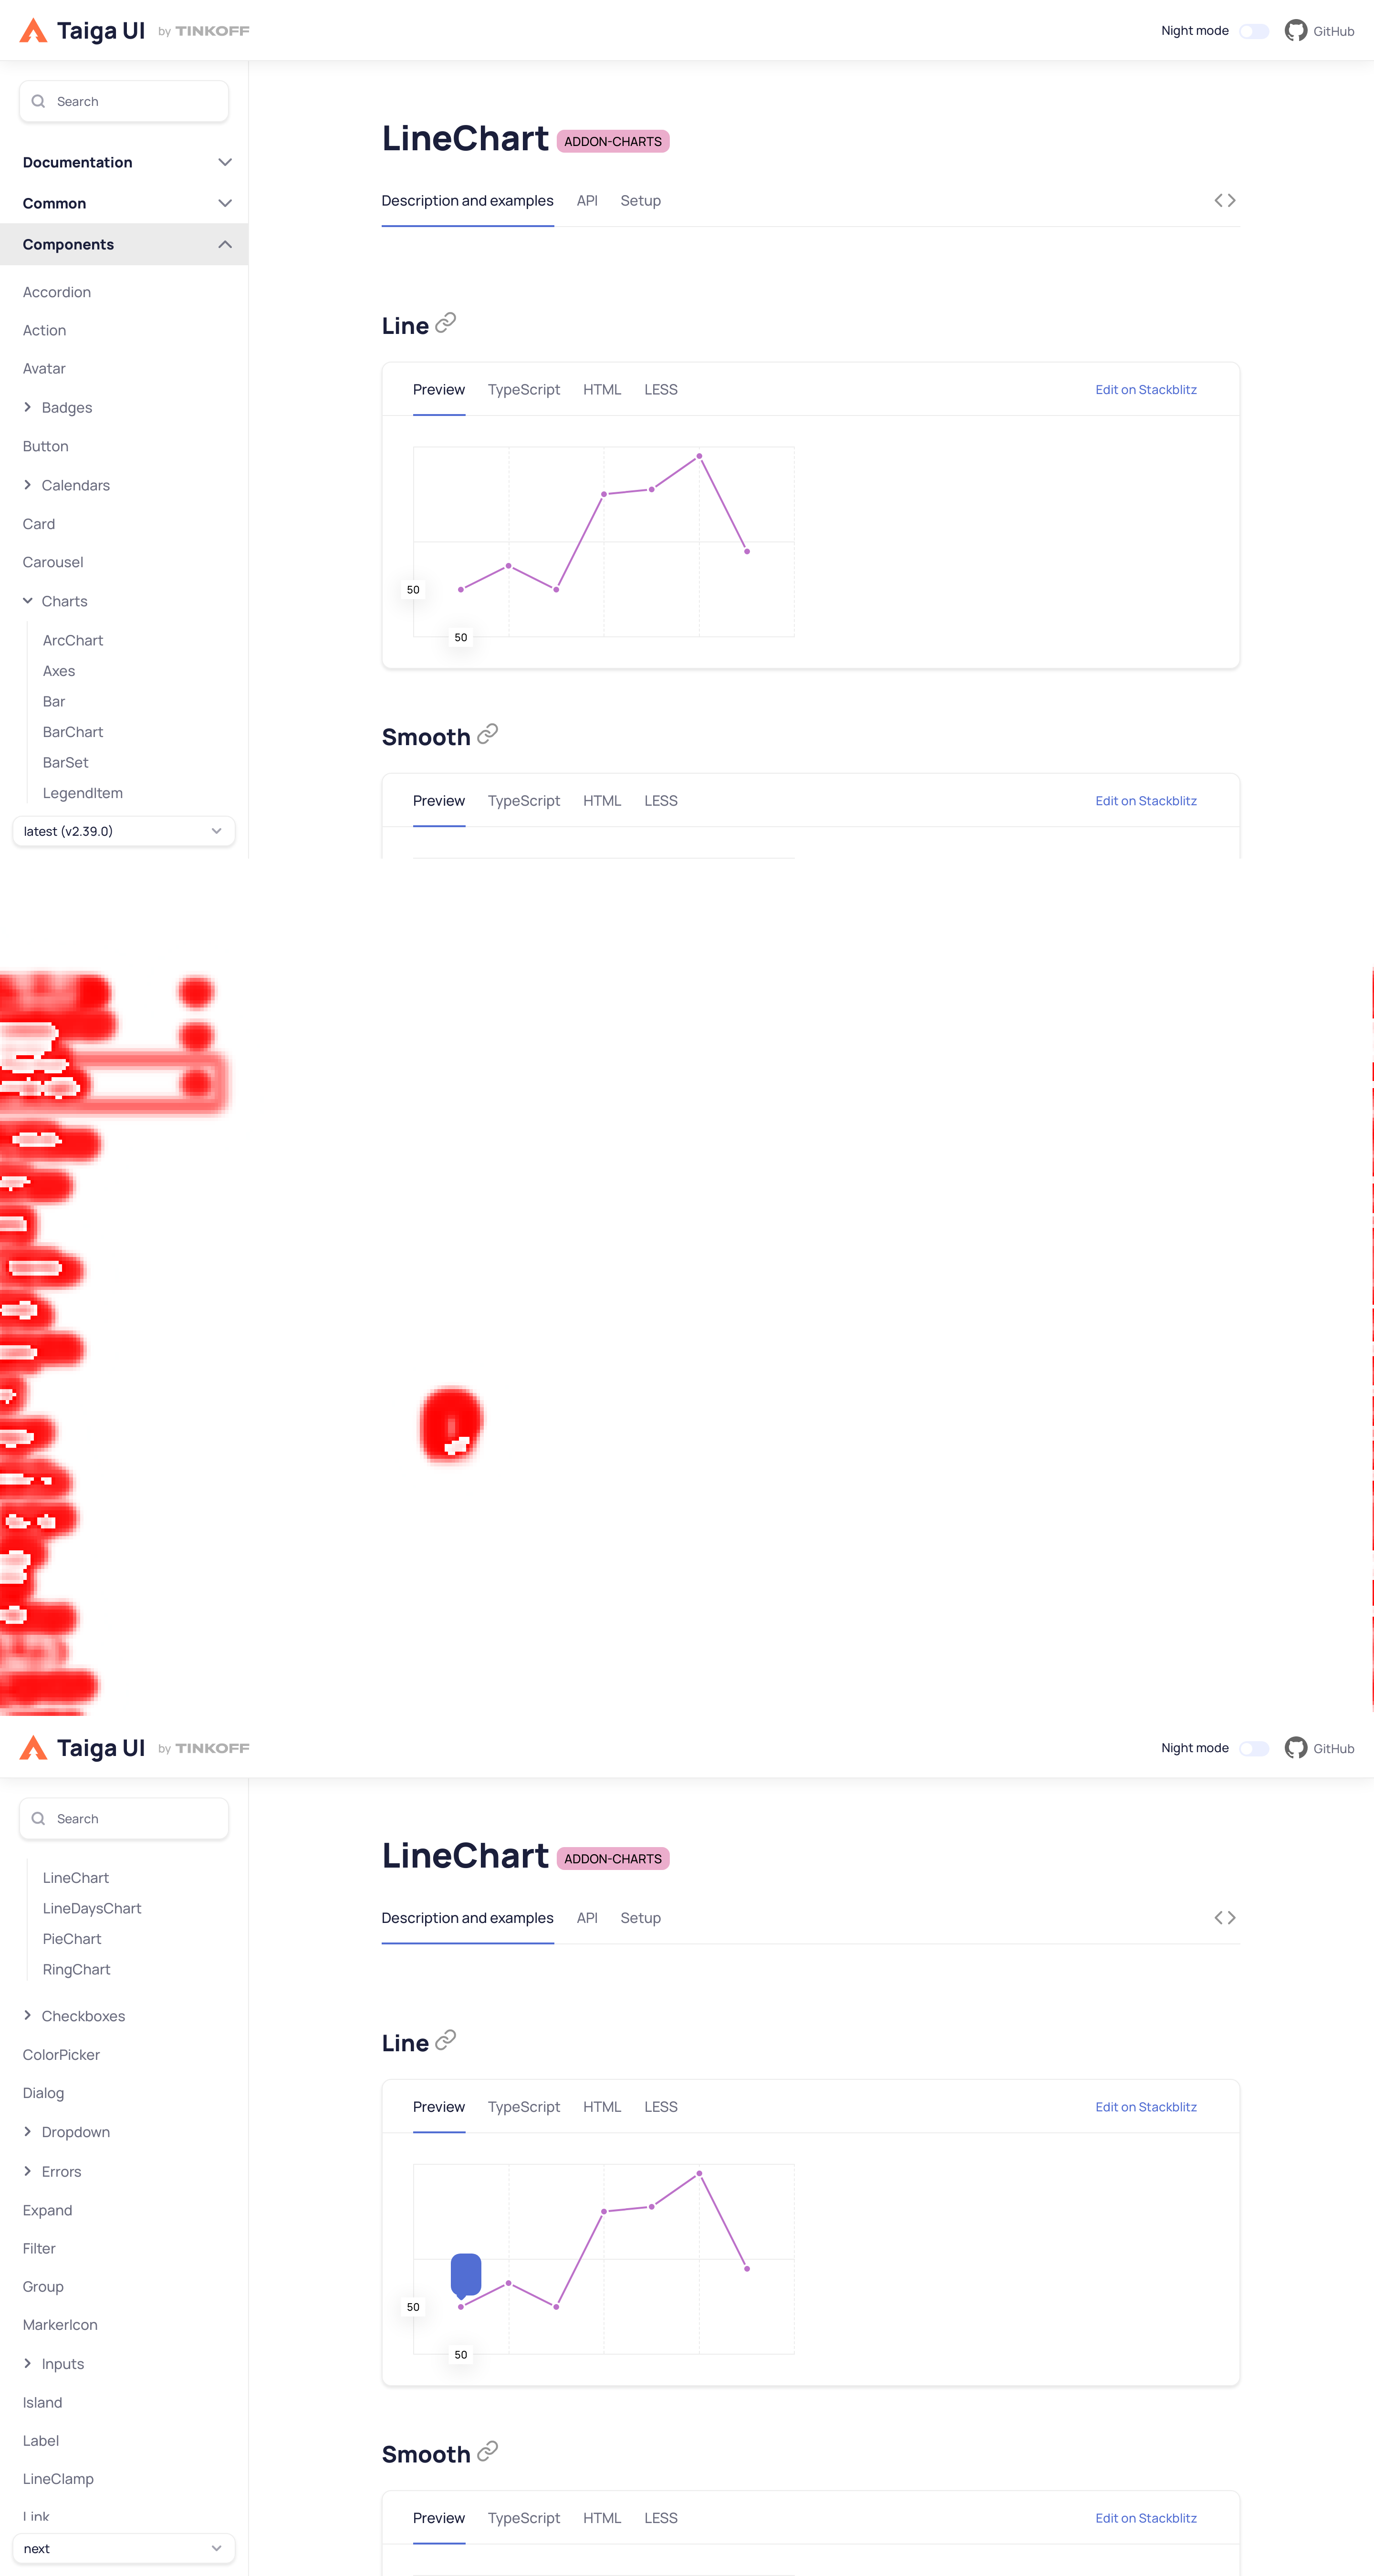 Taiga UI by TINKOFF
Night mode GitHub
Search
Documentation
Common
Components
Accordion
Action
Avatar
Badges
Button
Calendars
Card
Carousel
Charts
ArcChart
Axes
Bar
BarChart
BarSet
LegendItem
latest (v2.39.0)
LineChart ADDON-CHARTS
Description and examples API Setup
Line
Preview TypeScript HTML LESS Edit on Stackblitz
50
50
Smooth
Preview TypeScript HTML LESS Edit on Stackblitz
Taiga UI by TINKOFF
Night mode GitHub
Search
LineChart
LineDaysChart
PieChart
RingChart
Checkboxes
ColorPicker
Dialog
Dropdown
Errors
Expand
Filter
Group
MarkerIcon
Inputs
Island
Label
LineClamp
Link
next
LineChart ADDON-CHARTS
Description and examples API Setup
Line
Preview TypeScript HTML LESS Edit on Stackblitz
50
50
Smooth
Preview TypeScript HTML LESS Edit on Stackblitz